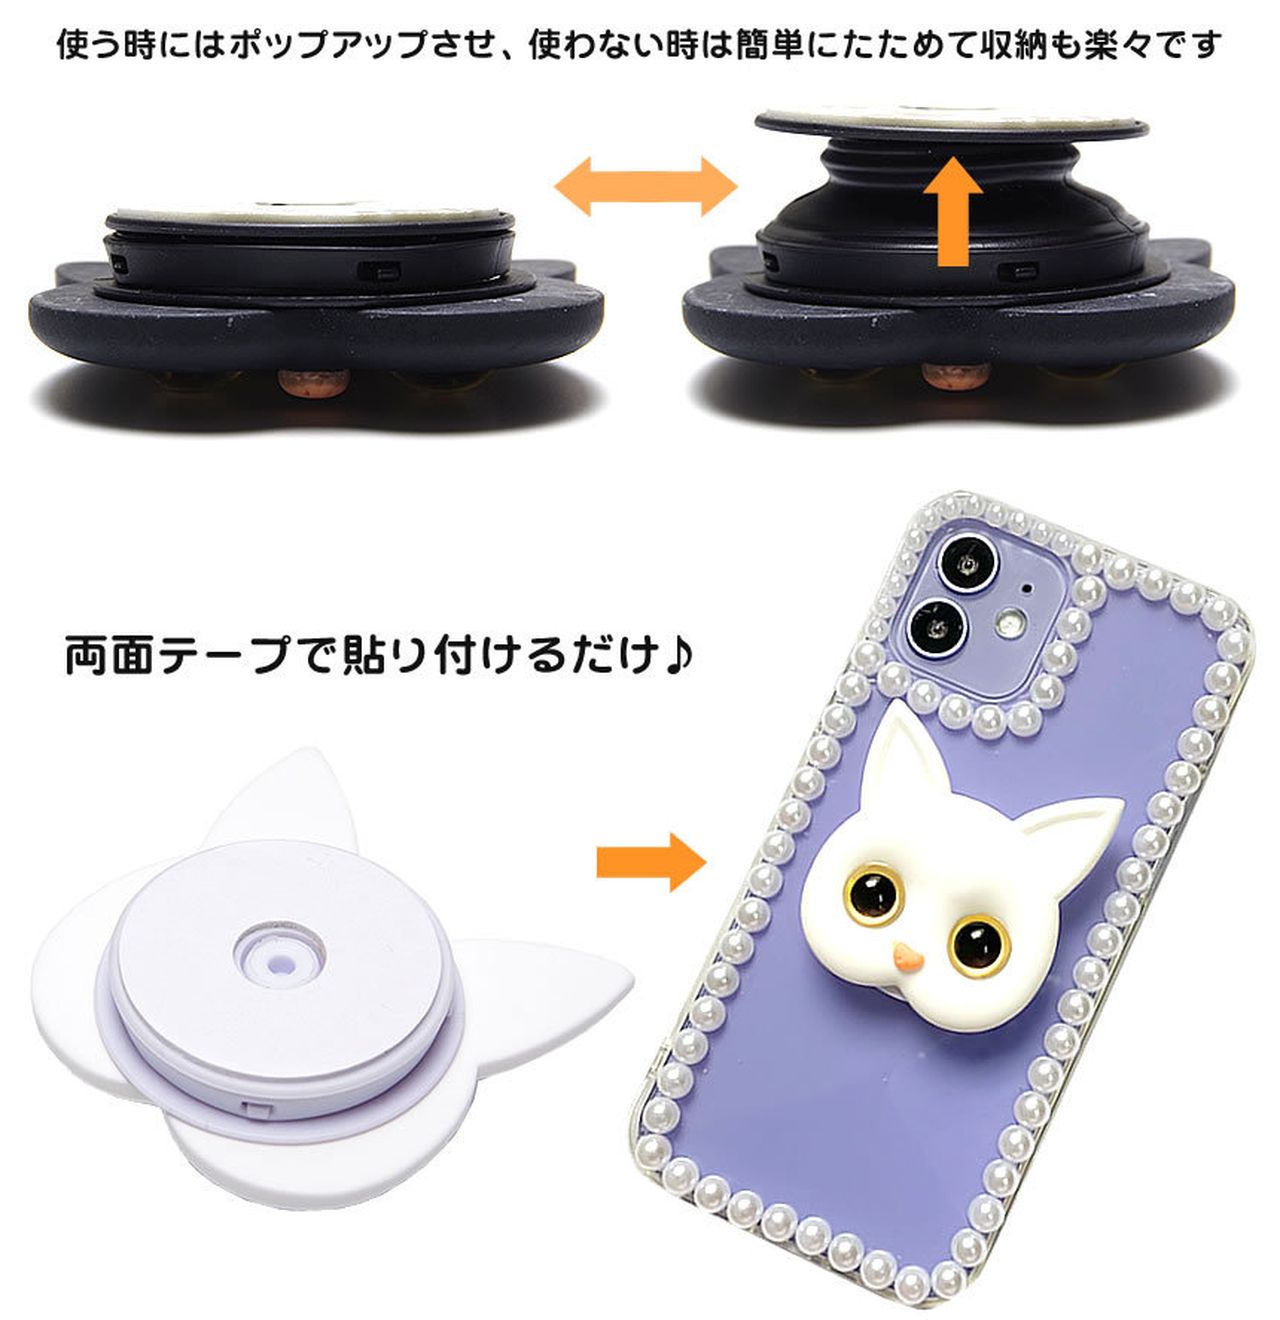 使う時にはポップアップさせ、使わない時は簡単にたためて収納も楽々です
両面テープで貼り付けるだけ♪